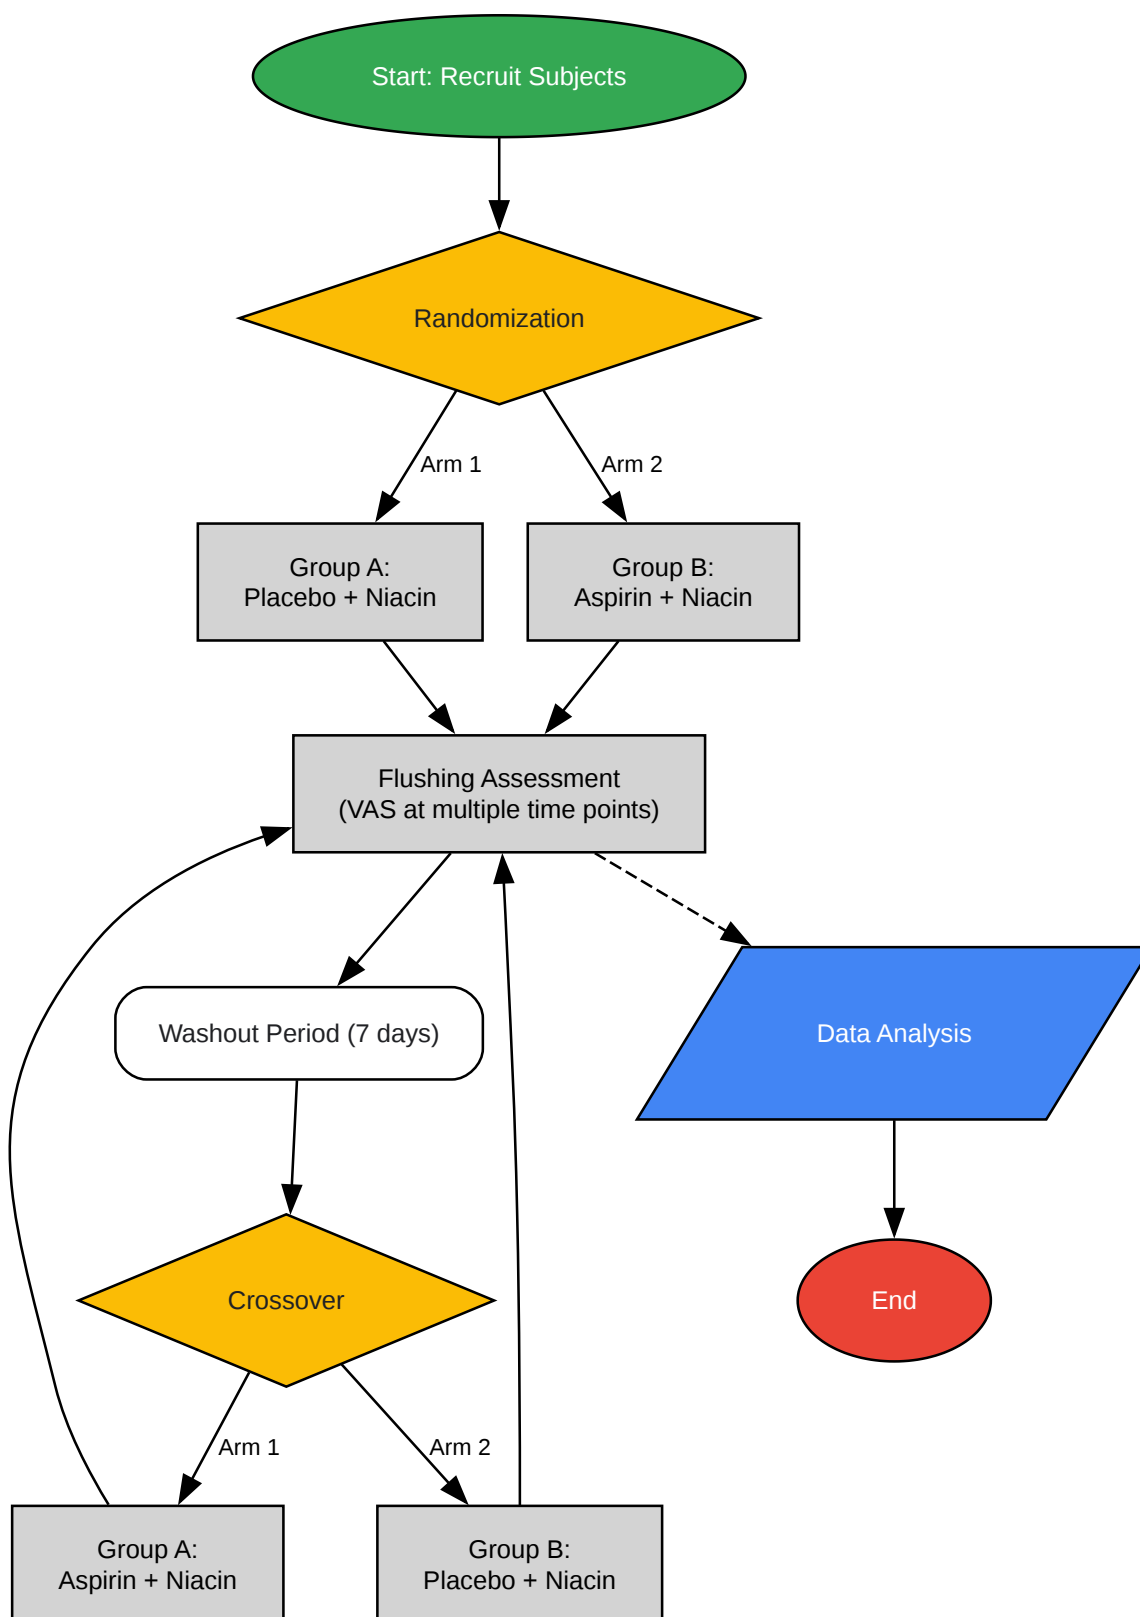 Start: Recruit Subjects
Randomization
Arm 1
Arm 2
Group A:
Placebo + Niacin
Group B:
Aspirin + Niacin
Flushing Assessment
(VAS at multiple time points)
Washout Period (7 days)
Data Analysis
Crossover
End
Arm 1
Arm 2
Group A:
Aspirin + Niacin
Group B:
Placebo + Niacin